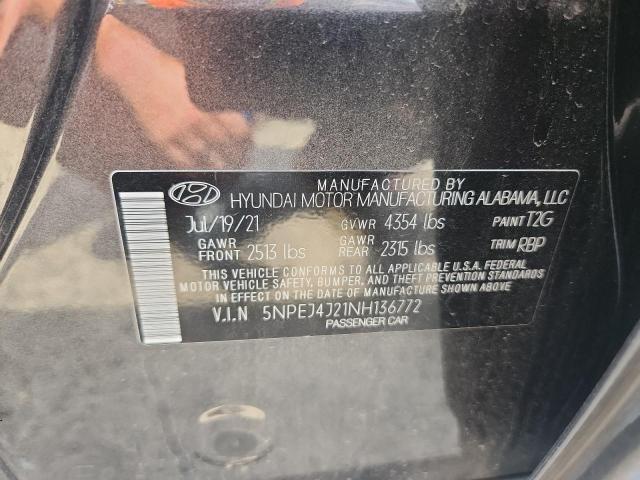 MANUFACTURED BY
HYUNDAI MOTOR MANUFACTURING ALABAMA, LLC
Jul/19/21 GVWR 4354 lbs PAINT T2G
GAWR FRONT 2513 lbs GAWR REAR 2315 lbs TRIM RBP
THIS VEHICLE CONFORMS TO ALL APPLICABLE U.S.A. FEDERAL
MOTOR VEHICLE SAFETY, BUMPER, AND THEFT PREVENTION STANDARDS
IN EFFECT ON THE DATE OF MANUFACTURE SHOWN ABOVE.
V.I.N 5NPEJ4J21NH136772
PASSENGER CAR